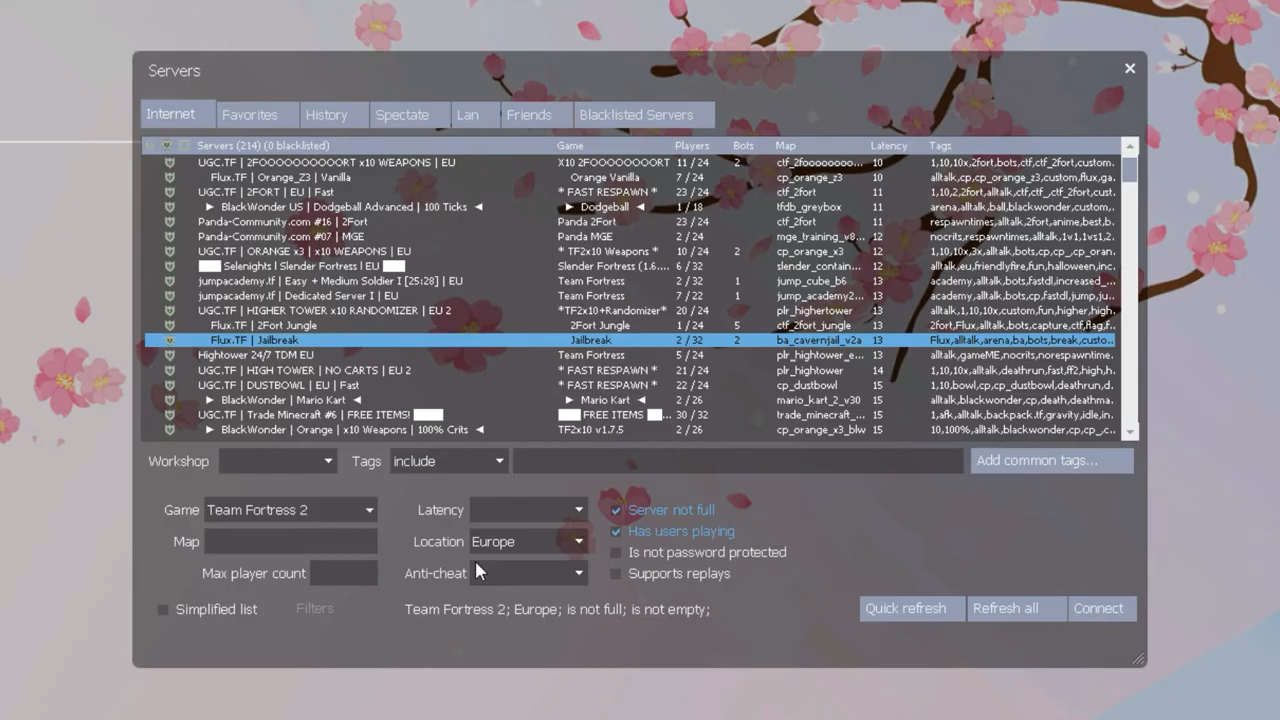 Servers
Internet Favorites History Spectate Lan Friends Blacklisted Servers
Servers (214) (0 blacklisted) Game Players Bots Map Latency Tags
UGC.TF | 2FOOOOOOOOORT x10 WEAPONS | EU X10 2FOOOOOOORT 11 / 24 2 ctf_2foooooooo... 10 1,10,10x,2fort,bots,ctf,ctf_2fort,custom.
Flux.TF | Orange_Z3 | Vanilla Orange Vanilla 7 / 24 cp_orange_z3 10 alltalk,cp,cp_orange_z3,custom,flux,ga.
UGC.TF | 2FORT | EU | Fast * FAST RESPAWN * 23 / 24 ctf_2fort 11 1,10,2,2fort,alltalk,ctf,ctf_2fort,cust.
► BlackWonder US | Dodgeball Advanced | 100 Ticks ◄ ► Dodgeball ◄ 1 / 18 tfdb_greybox 11 arena,alltalk,ball,blackwonder,custom,
Panda-Community.com #16 | 2Fort Panda 2Fort 23 / 24 ctf_2fort 11 respawntimes,alltalk,2fort,anime,best,b.
Panda-Community.com #07 | MGE Panda MGE 2 / 24 mge_training_v8... 12 nocrits,respawntimes,alltalk,1v1,1vs1,2.
UGC.TF | ORANGE x3 | x10 WEAPONS | EU * TF2x10 Weapons * 10 / 24 2 cp_orange_x3 12 1,10,10x,3x,alltalk,bots,cp,cp_orange_.
Selenights | Slender Fortress | EU Slender Fortress (1.6.... 6 / 32 slender_contain... 12 alltalk,eu,friendlyfire,fun,halloween,inc.
jumpacademy.tf | Easy + Medium Soldier I [25:28] | EU Team Fortress 2 / 32 1 jump_cube_b6 12 academy,alltalk,bots,fastdl,increased_.
jumpacademy.tf | Dedicated Server I | EU Team Fortress 7 / 22 1 jump_academy2... 13 academy,alltalk,bots,cp,fastdl,jump,ju.
UGC.TF | HIGHER TOWER x10 RANDOMIZER | EU 2 *TF2x10+Randomizer* 20 / 24 plr_highertower 13 alltalk,1,10,10x,custom,fun,higher,high.
Flux.TF | 2Fort Jungle 2Fort Jungle 1 / 24 5 ctf_2fort_jungle 13 2fort,Flux,alltalk,bots,capture,ctf,flag,f.
Flux.TF | Jailbreak Jailbreak 2 / 32 2 ba_cavernjail_v2a 13 Flux,alltalk,arena,ba,bots,break,custo...
Hightower 24/7 TDM EU Team Fortress 5 / 24 plr_hightower_e... 13 alltalk,gameME,nocrits,norespawntime.
UGC.TF | HIGH TOWER | NO CARTS | EU 2 * FAST RESPAWN * 21 / 24 plr_hightower 14 1,10,alltalk,deathrun,fast,ff2,high,h.
UGC.TF | DUSTBOWL | EU | Fast * FAST RESPAWN * 22 / 24 cp_dustbowl 15 1,10,bowl,cp,cp_dustbowl,deathrun,d.
► BlackWonder | Mario Kart ◄ ► Mario Kart ◄ 2 / 26 mario_kart_2_v30 15 alltalk,blackwonder,cp,death,deathma.
UGC.TF | Trade Minecraft #6 | FREE ITEMS! FREE ITEMS ... 30 / 32 trade_minecraft_... 15 1,afk,alltalk,backpack.tf,gravity,idle,in.
► BlackWonder | Orange | x10 Weapons | 100% Crits ◄ TF2x10 v1.7.5 2 / 26 cp_orange_x3_blw 15 10,100%,alltalk,blackwonder,cp,cp_,c.
Workshop Tags include Add common tags...
Game Team Fortress 2 Latency Server not full
Has users playing
Map Location Europe Is not password protected
Max player count Anti-cheat Supports replays
Simplified list Filters Team Fortress 2; Europe; is not full; is not empty; Quick refresh Refresh all Connect